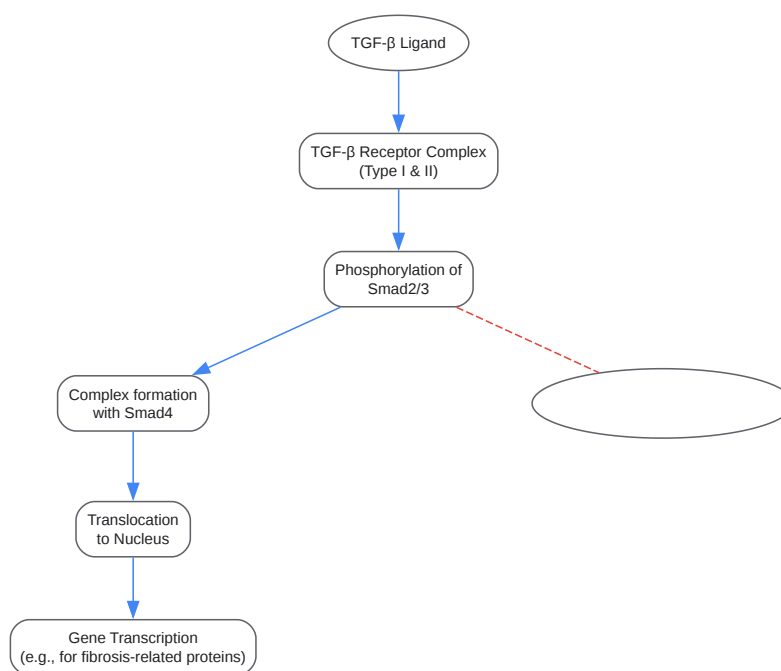 TGF-β Ligand
TGF-β Receptor Complex
(Type I & II)
Phosphorylation of
Smad2/3
Complex formation
with Smad4
Translocation
to Nucleus
Gene Transcription
(e.g., for fibrosis-related proteins)